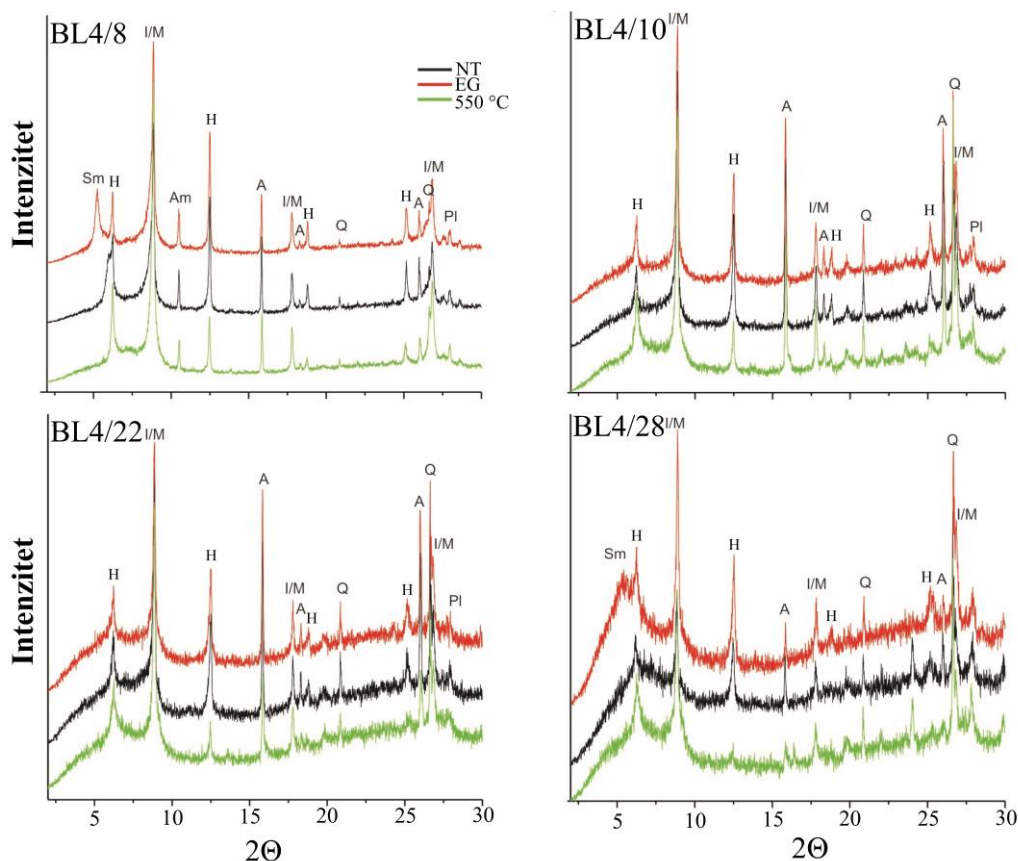 BL4/8
I/M
NT
EG
550 °C
H
Sm
H
Am
A
I/M
A
H
Q
H
A
Q
I/M
Pl
Intenzitet
BL4/10
I/M
A
Q
A
I/M
H
H
I/M
A
H
Q
H
Pl
BL4/22
I/M
A
Q
A
I/M
H
H
I/M
A
H
Q
H
Pl
Intenzitet
5
10
15
20
25
30
2Θ
BL4/28
I/M
Q
I/M
Sm
H
H
A
I/M
H
Q
H
A
5
10
15
20
25
30
2Θ